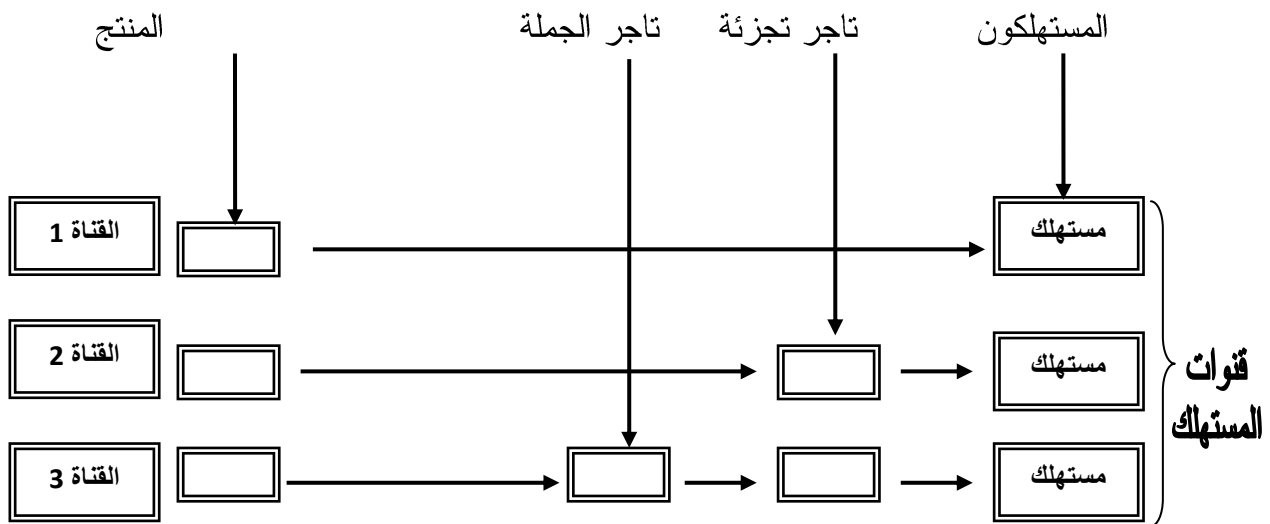 المستهلكون تاجر تجزئة تاجر الجملة المنتج
مستهلك القناة 1
مستهلك القناة 2
قنوات
المستهلك
مستهلك القناة 3